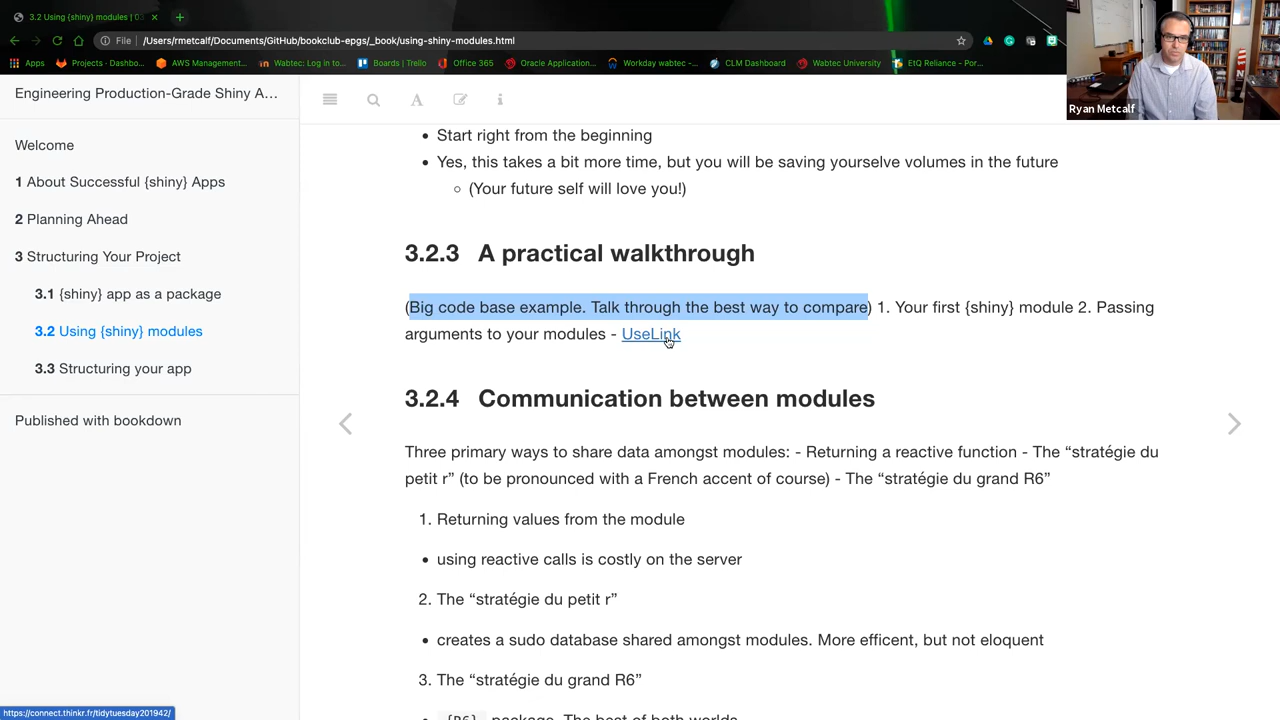 3.2 Using {shiny} modules | 03
File
/Users/rmetcalf/Documents/GitHub/bookclub-epgs/_book/using-shiny-modules.html
Apps
Projects - Dashbo...
AWS Management...
Wabtec: Log in to...
Boards | Trello
Office 365
Oracle Application...
Workday wabtec -...
CLM Dashboard
Wabtec University
EtQ Reliance – Por...
Ryan Metcalf
Engineering Production-Grade Shiny A...
Welcome
1 About Successful {shiny} Apps
2 Planning Ahead
3 Structuring Your Project
3.1 {shiny} app as a package
3.2 Using {shiny} modules
3.3 Structuring your app
Published with bookdown
• Start right from the beginning
• Yes, this takes a bit more time, but you will be saving yourselve volumes in the future
○ (Your future self will love you!)
3.2.3 A practical walkthrough
(Big code base example. Talk through the best way to compare) 1. Your first {shiny} module 2. Passing
arguments to your modules - UseLink
3.2.4 Communication between modules
Three primary ways to share data amongst modules: - Returning a reactive function - The “stratégie du
petit r” (to be pronounced with a French accent of course) - The “stratégie du grand R6”
1. Returning values from the module
• using reactive calls is costly on the server
2. The “stratégie du petit r”
• creates a sudo database shared amongst modules. More efficent, but not eloquent
3. The “stratégie du grand R6”
• {R6} package. The best of both worlds
https://connect.thinkr.fr/tidytuesday201942/